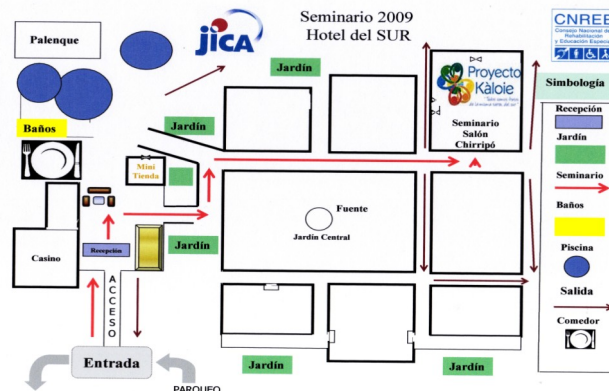 Seminario 2009
Hotel del SUR
jICA
CNREE
Consejo Nacional de
Rehabilitación
y Educación Especial
Palenque
Jardín
Proyecto
Kàloie
Simbología
Baños
Jardín
Seminario
Salón
Chirripó
Recepción
Jardín
Mini
Tienda
Seminario
Fuente
Jardín Central
Baños
Jardín
Recepción
Casino
Piscina
ACCESO
Salida
Comedor
Entrada
Jardín
Jardín
PARQUEO